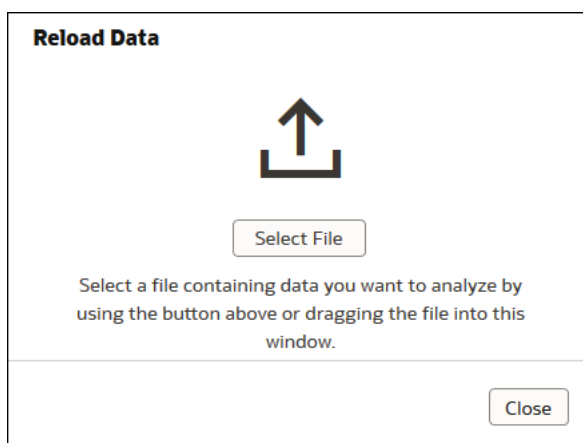 Reload Data
Select File
Select a file containing data you want to analyze by
using the button above or dragging the file into this
window.
Close